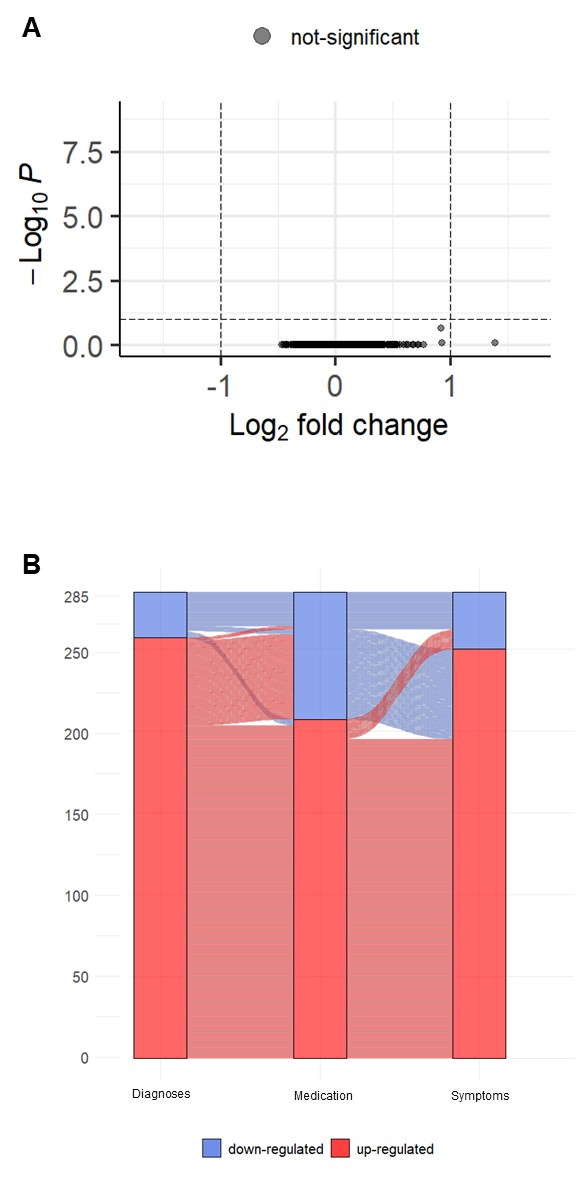 A
not-significant
7.5
5.0
2.5
0.0
− Log10 P
-1 0 1
Log2 fold change
B
285
250
200
150
100
50
0
Diagnoses Medication Symptoms
down-regulated up-regulated